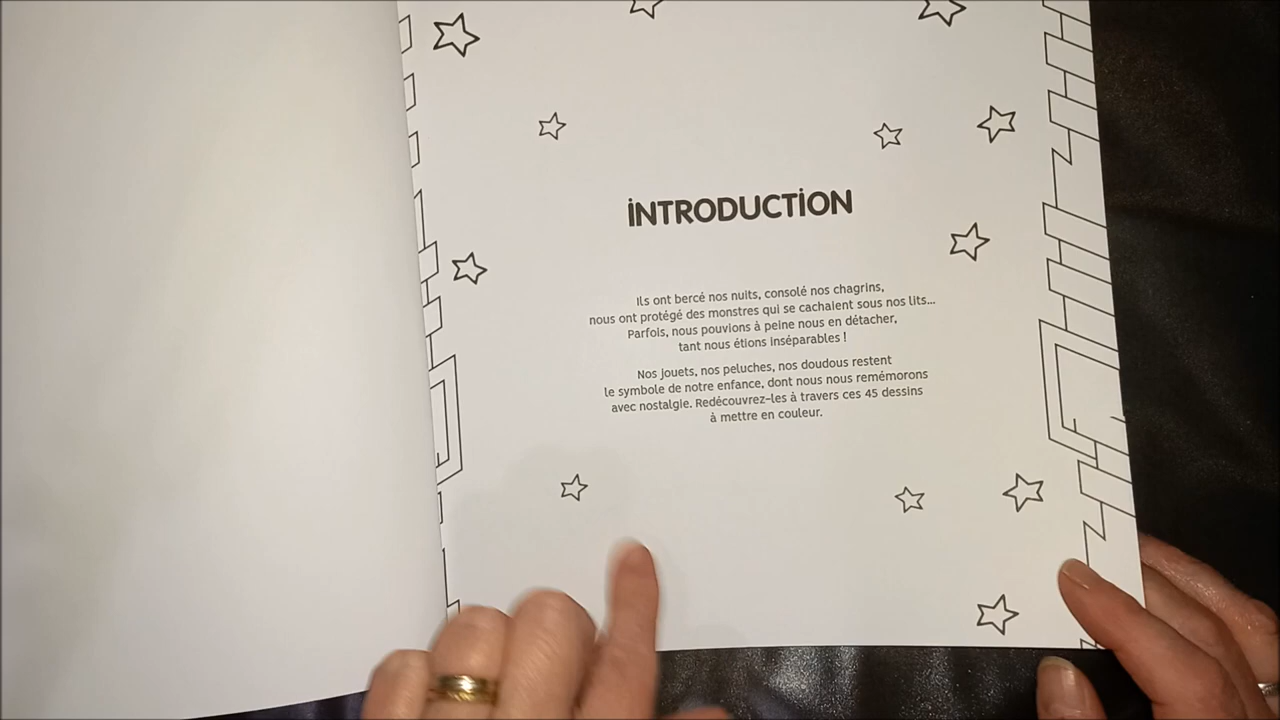 İNTRODUCTİON
Ils ont bercé nos nuits, consolé nos chagrins,
nous ont protégé des monstres qui se cachaient sous nos lits...
Parfois, nous pouvions à peine nous en détacher,
tant nous étions inséparables !
Nos jouets, nos peluches, nos doudous restent
le symbole de notre enfance, dont nous nous remémorons
avec nostalgie. Redécouvrez-les à travers ces 45 dessins
à mettre en couleur.